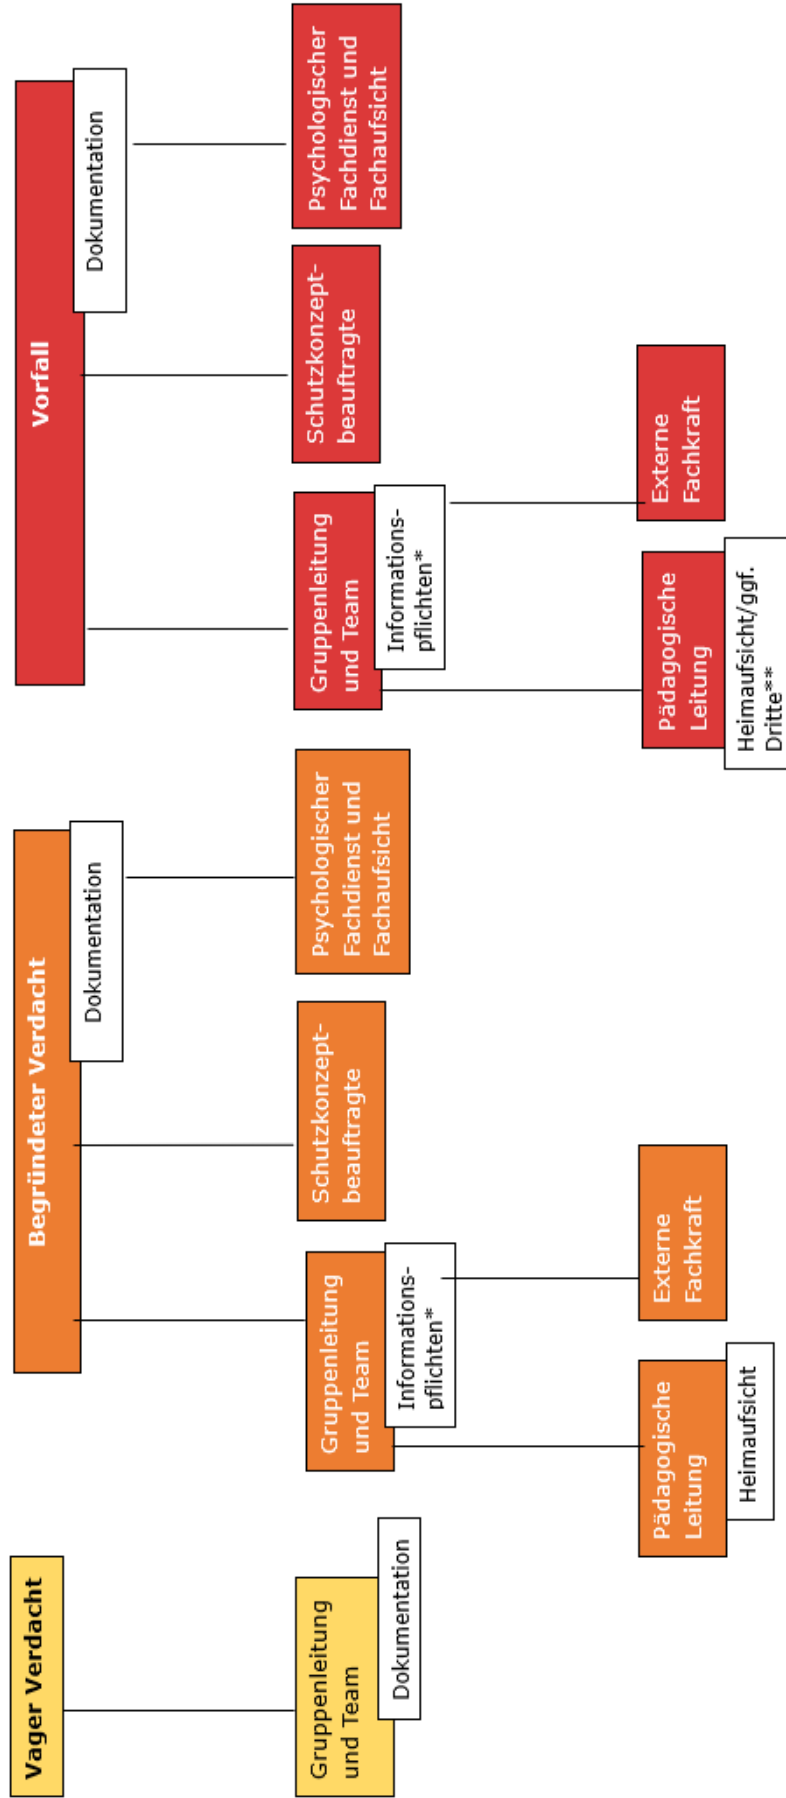 Vager Verdacht
Gruppenleitung
und Team
Dokumentation
Begründeter Verdacht
Dokumentation
Gruppenleitung
und Team
Informations-
pflichten*
Schutzkonzept-
beauftragte
Psychologischer
Fachdienst und
Fachaufsicht
Pädagogische
Leitung
Heimaufsicht
Externe
Fachkraft
Vorfall
Dokumentation
Gruppenleitung
und Team
Informations-
pflichten*
Schutzkonzept-
beauftragte
Psychologischer
Fachdienst und
Fachaufsicht
Pädagogische
Leitung
Heimaufsicht/ggf.
Dritte**
Externe
Fachkraft